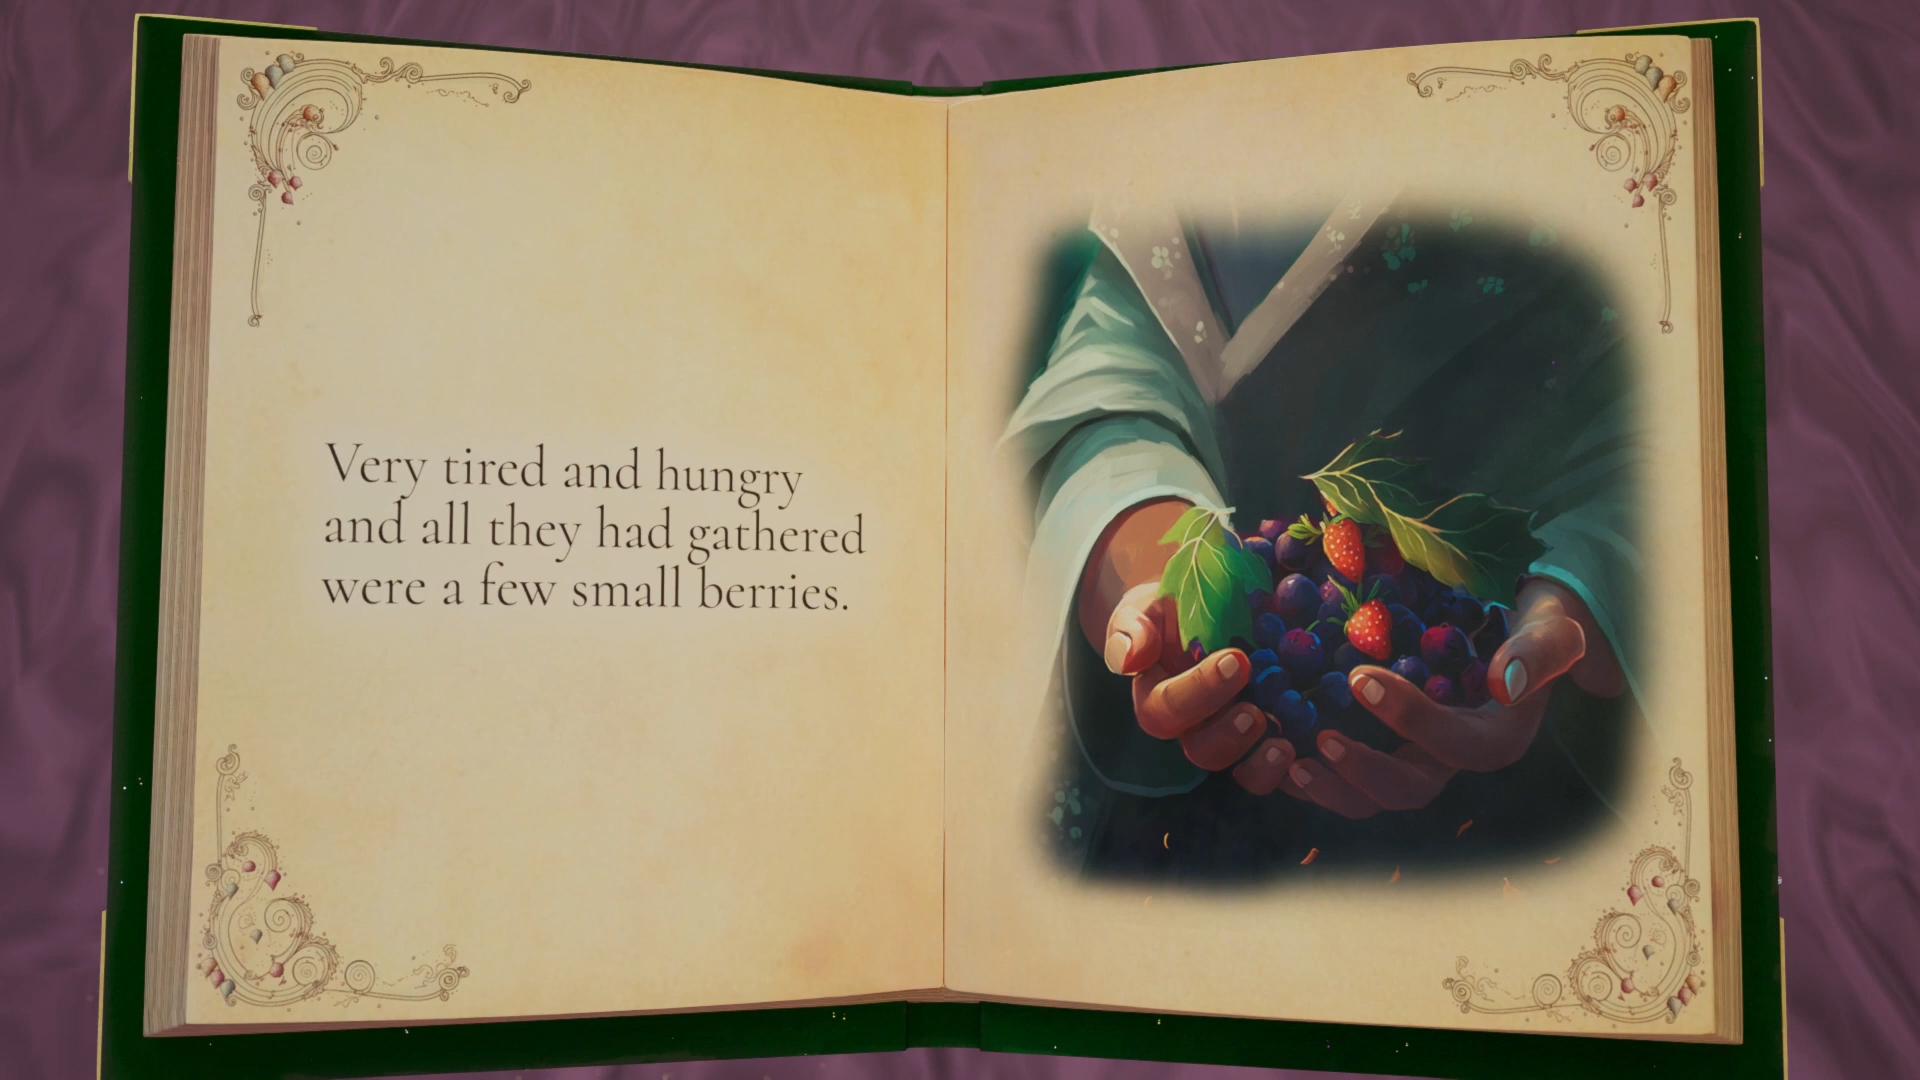 Very tired and hungry
and all they had gathered
were a few small berries.